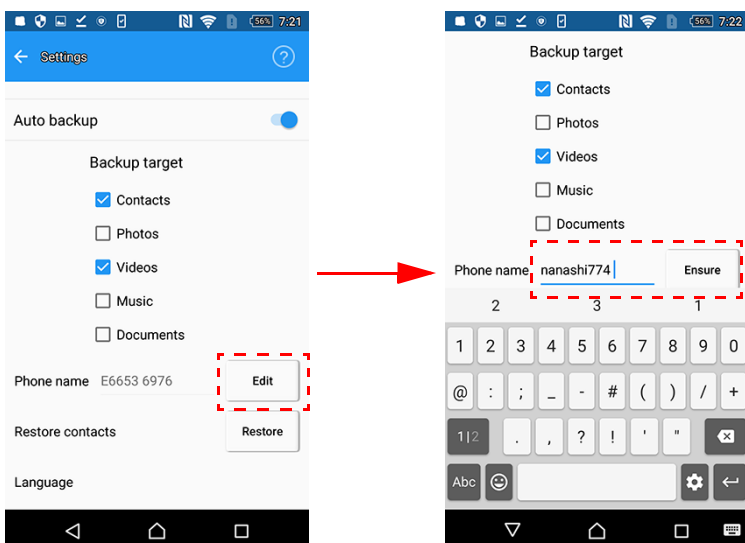 56% 7:21
Settings
?
Auto backup
Backup target
Contacts
Photos
Videos
Music
Documents
Phone name E6653 6976 Edit
Restore contacts Restore
Language
56% 7:22
Backup target
Contacts
Photos
Videos
Music
Documents
Phone name nanashi774 Ensure
2 3 1
1 2 3 4 5 6 7 8 9 0
@ : ; _ - # ( ) / +
1|2 . , ? ! ' "
Abc